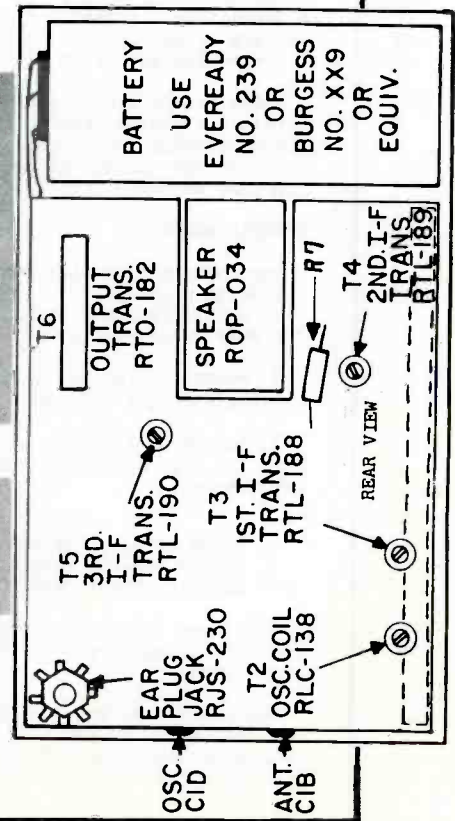 T6
OUTPUT
TRANS.
RTO-182
BATTERY
USE
EVEREADY
NO. 239
OR
BURGESS
NO. XX9
OR
EQUIV.
T5
3RD.
I-F
TRANS.
RTL-190
SPEAKER
ROP-034
EAR
PLUG
JACK
RJS-230
T3
1ST. I-F
TRANS.
RTL-188
R7
OSC.
C1D
T2
OSC. COIL
RLC-138
REAR VIEW
T4
2ND. I-F
TRANS.
RTL-189
ANT.
C1B